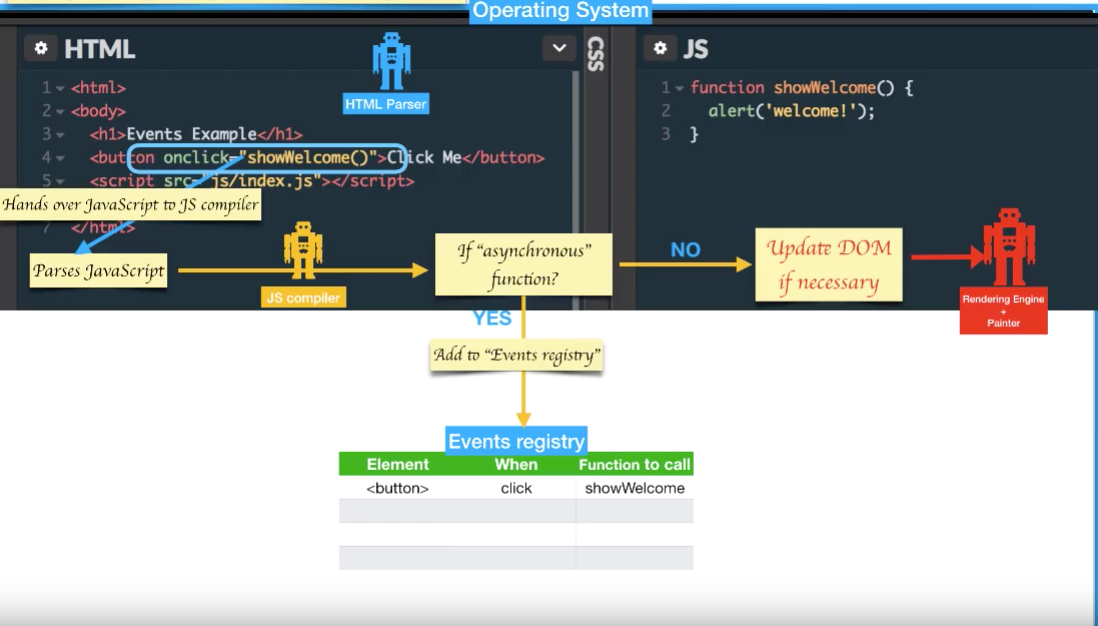 Operating System
HTML
HTML Parser
1 <html>
2 <body>
3 <h1>Events Example</h1>
4 <button onclick="showWelcome()">Click Me</button>
5 <script src="js/index.js"></script>
7 </html>
CSS
JS
1 function showWelcome() {
2 alert('welcome!');
3 }
Hands over JavaScript to JS compiler
Parses JavaScript
JS compiler
If "asynchronous"
function?
NO
Update DOM
if necessary
Rendering Engine
+
Painter
YES
Add to "Events registry"
Events registry
Element When Function to call
<button> click showWelcome